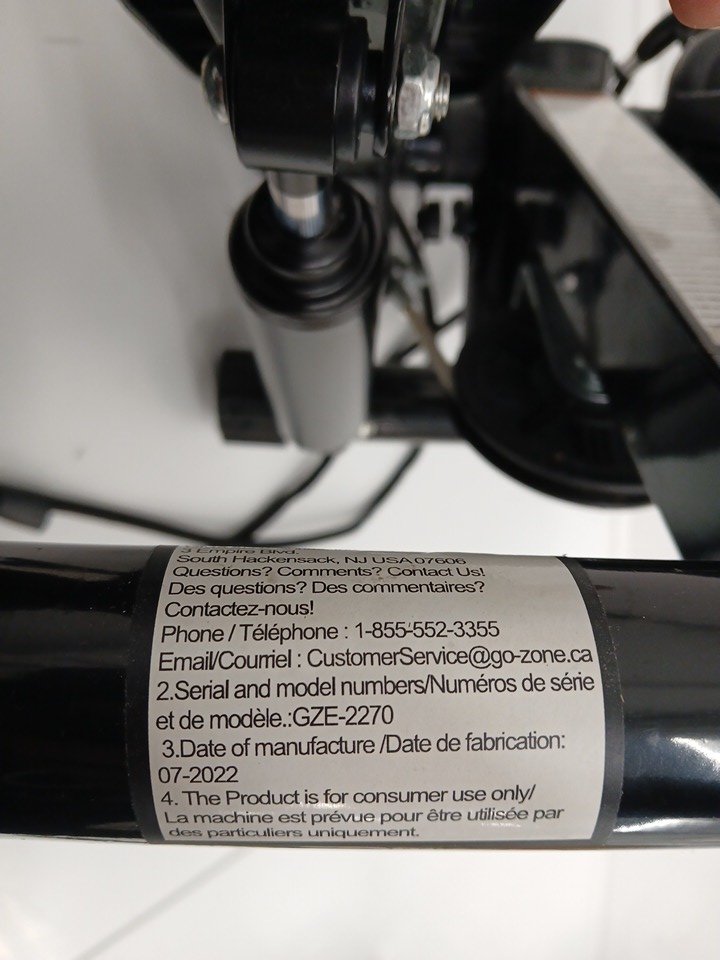 3 Empire Blvd.
South Hackensack, NJ USA 07606
Questions? Comments? Contact Us!
Des questions? Des commentaires?
Contactez-nous!
Phone / Téléphone : 1-855-552-3355
Email/Courriel : CustomerService@go-zone.ca
2.Serial and model numbers/Numéros de série
et de modèle.:GZE-2270
3.Date of manufacture /Date de fabrication:
07-2022
4. The Product is for consumer use only/
La machine est prévue pour être utilisée par
des particuliers uniquement.